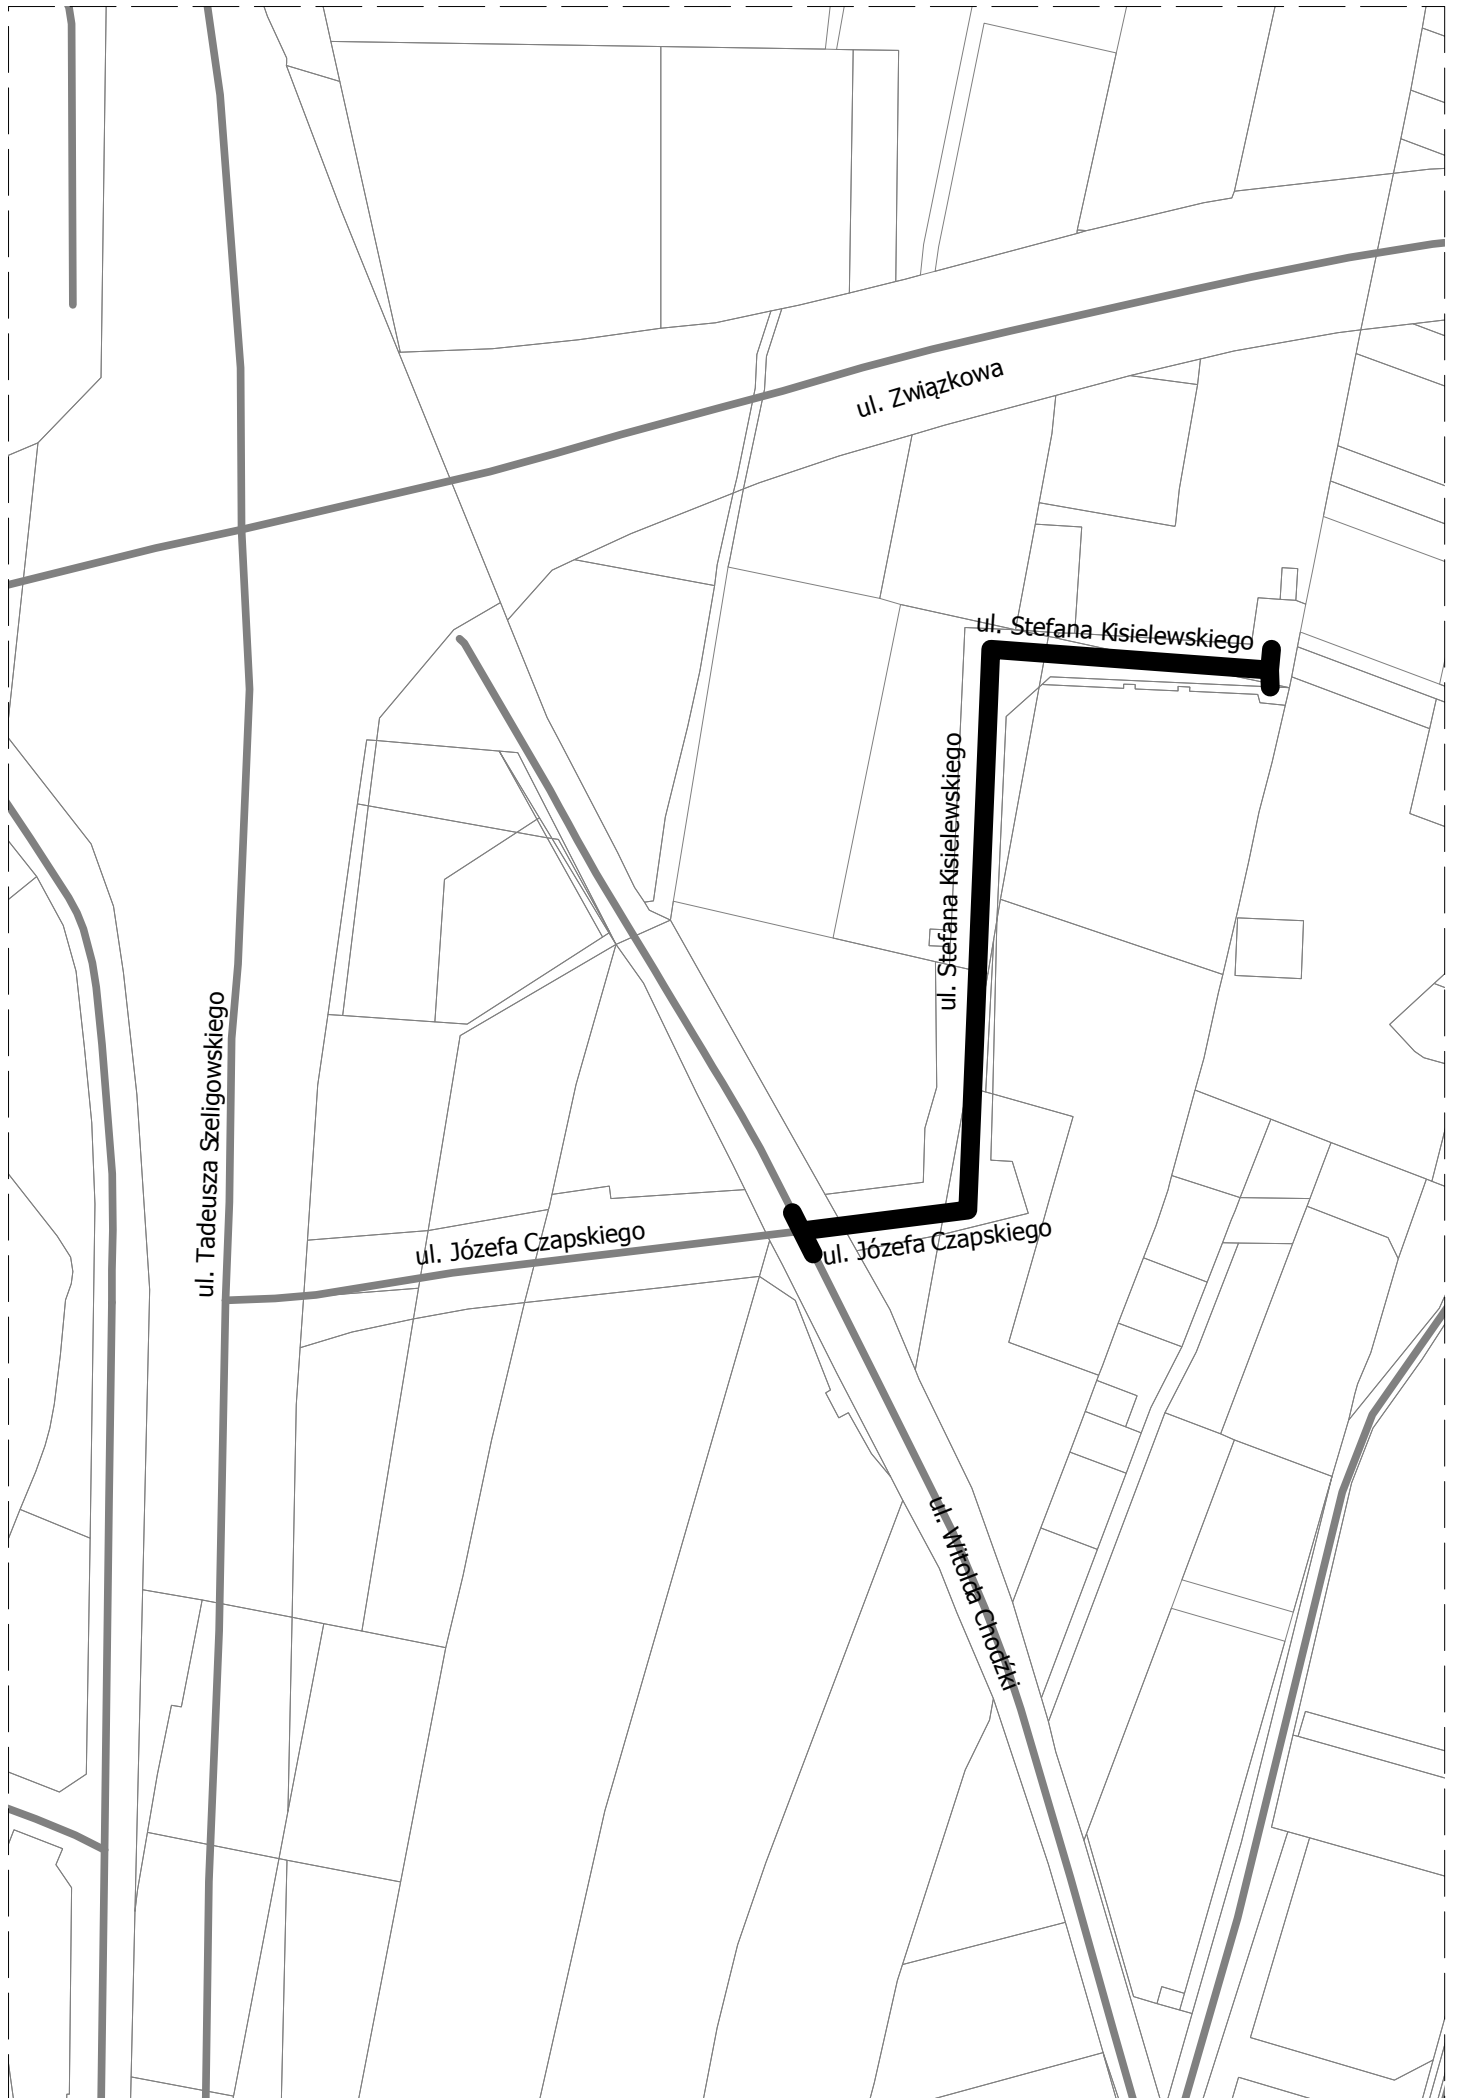 ul. Związkowa
ul. Stefana Kisielewskiego
ul. Stefana Kisielewskiego
ul. Tadeusza Szeligowskiego
ul. Józefa Czapskiego
ul. Józefa Czapskiego
ul. Witolda Chodźki